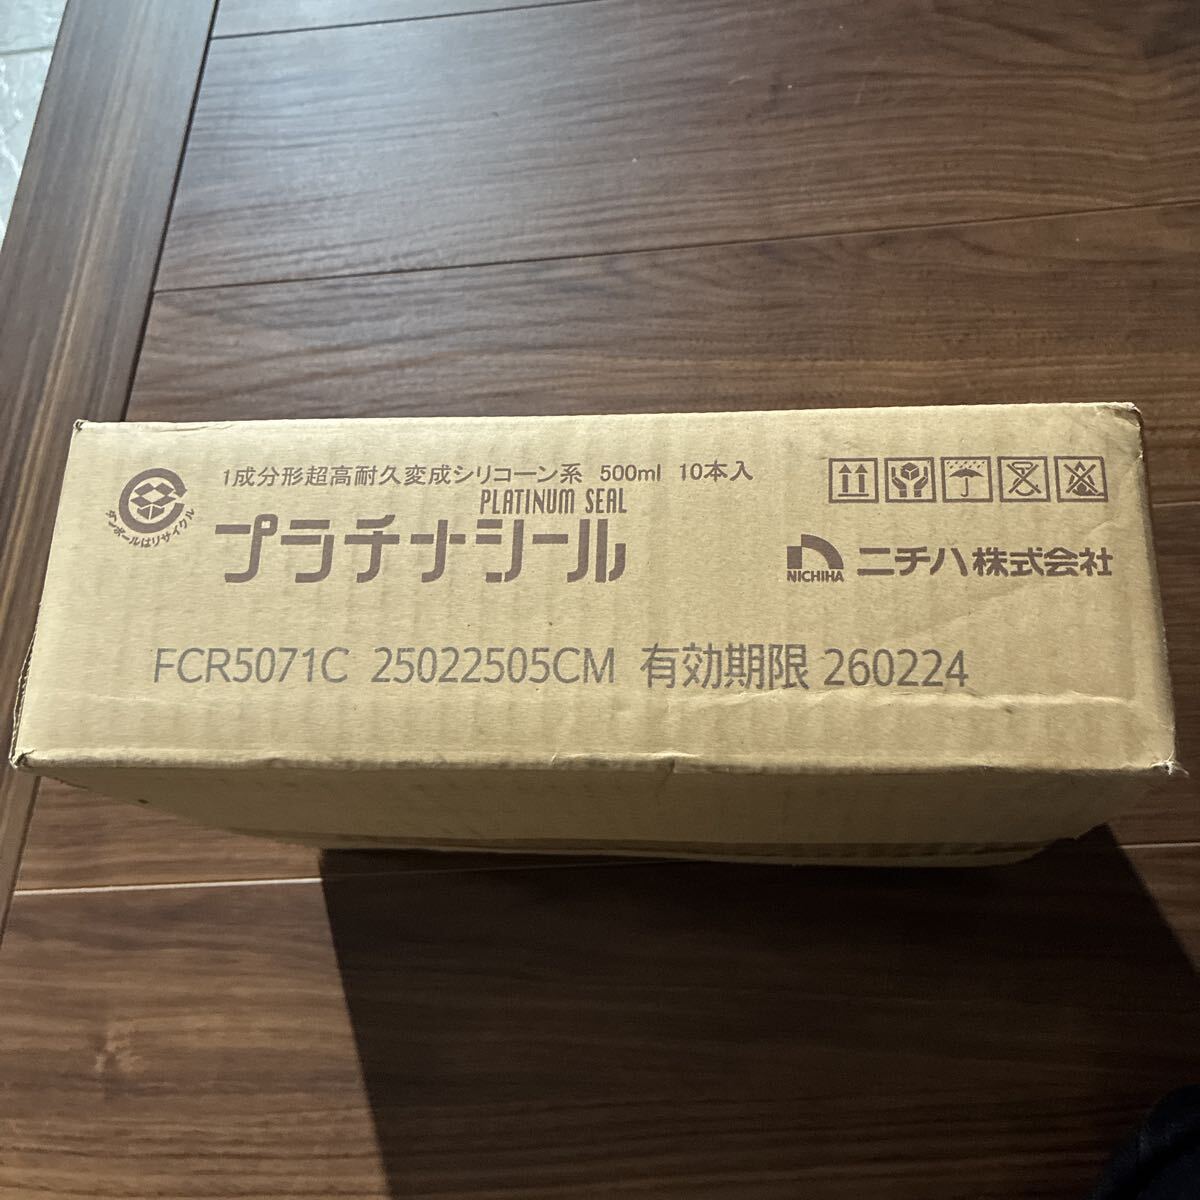 1成分形超高耐久変成シリコーン系 500ml 10本入
PLATINUM SEAL
プラチナシール
ダンボールはリサイクル
NICHIHA
ニチハ株式会社
FCR5071C 25022505CM 有効期限 260224